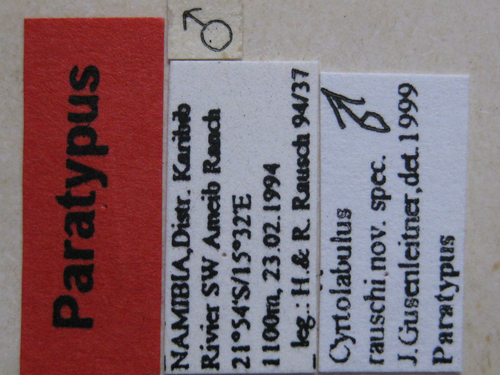 Paratypus
♂
NAMIBIA,Distr. Karibib
Rivier SW Ameib Ranch
21°54'S/15°32'E
1100m, 23.02.1994
leg.: H.& R. Rausch 94/37
♂
Cyrtolabulus
rauschi nov. spec.
J.Gusenleitner,det.1999
Paratypus